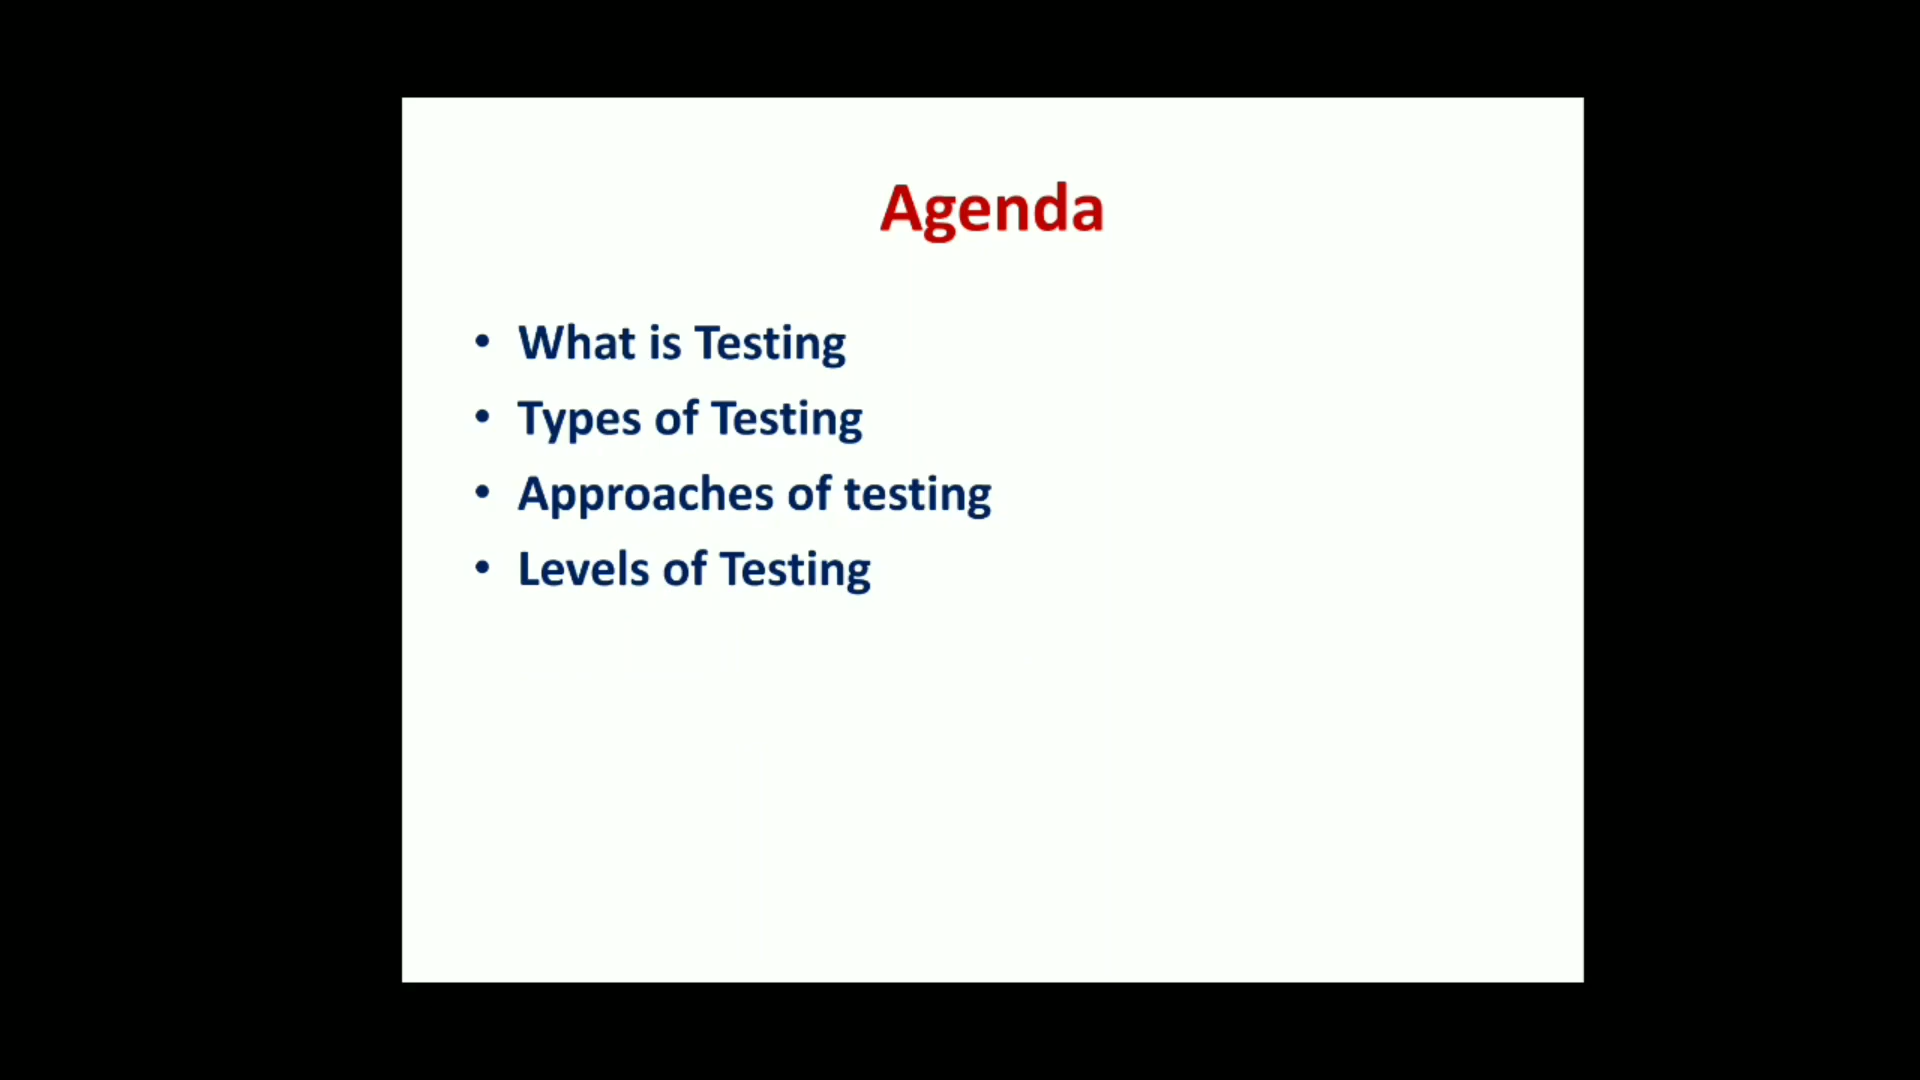 Agenda
• What is Testing
• Types of Testing
• Approaches of testing
• Levels of Testing